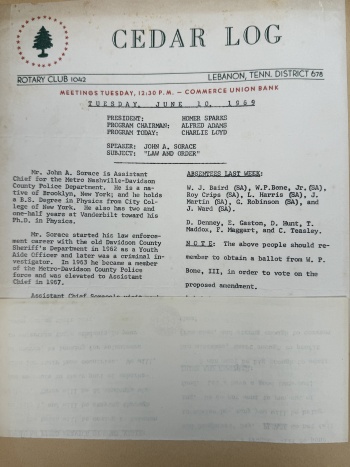 CEDAR LOG
ROTARY CLUB 1042
LEBANON, TENN. DISTRICT 678
MEETINGS TUESDAY, 12:30 P.M. — COMMERCE UNION BANK
TUESDAY, JUNE 10, 1969
PRESIDENT: HOMER SPARKS
PROGRAM CHAIRMAN: ALFRED ADAMS
PROGRAM TODAY: CHARLIE LOYD
SPEAKER: JOHN A. SORACE
SUBJECT: "LAW AND ORDER"
Mr. John A. Sorace is Assistant
Chief for the Metro Nashville-Davidson
County Police Department. He is a na-
tive of Brooklyn, New York; and he holds
a B.S. Degree in Physics from City Col-
lege of New York. He also has two and
one-half years at Vanderbilt toward his
Ph.D. in Physics.
Mr. Sorace started his law enforce-
ment career with the old Davidson County
Sheriff's Department in 1962 as a Youth
Aide Officer and later was a criminal in-
vestigator. In 1963 he became a member
of the Metro-Davidson County Police
force and was elevated to Assistant
Chief in 1967.
Assistant Chief Sorace's
ABSENTEES LAST WEEK:
W. J. Baird (SA), W.P.Bone, Jr.(SA),
Roy Crips (SA), L. Harris (SA), J.
Martin (SA), G. Robinson (SA), and
J. Ward (SA).
D. Denney, E. Gaston, D. Hunt, T.
Maddox, F. Maggart, and C. Teasley.
NOTE: The above people should re-
member to obtain a ballot from W. P.
Bone, III, in order to vote on the
proposed amendment.